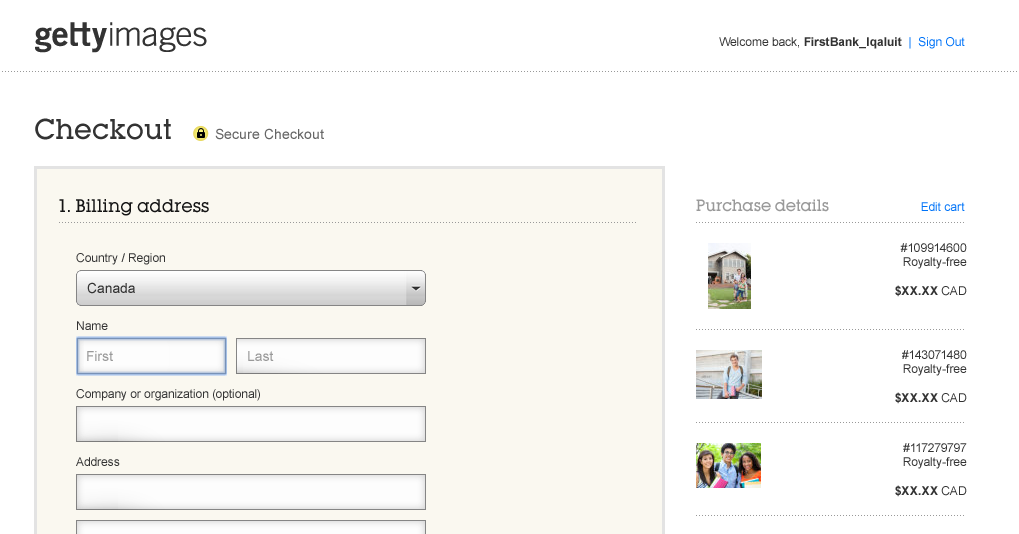 gettyimages
Welcome back, FirstBank_Iqaluit | Sign Out
Checkout
Secure Checkout
1. Billing address
Country / Region
Canada
Name
First Last
Company or organization (optional)
Address
Purchase details Edit cart
#109914600
Royalty-free
$XX.XX CAD
#143071480
Royalty-free
$XX.XX CAD
#117279797
Royalty-free
$XX.XX CAD